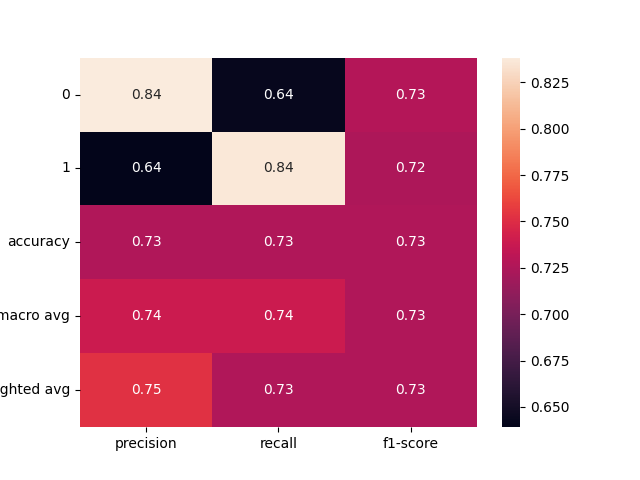 0 0.84 0.64 0.73
1 0.64 0.84 0.72
accuracy 0.73 0.73 0.73
macro avg 0.74 0.74 0.73
ghted avg 0.75 0.73 0.73
precision recall f1-score
0.825
0.800
0.775
0.750
0.725
0.700
0.675
0.650